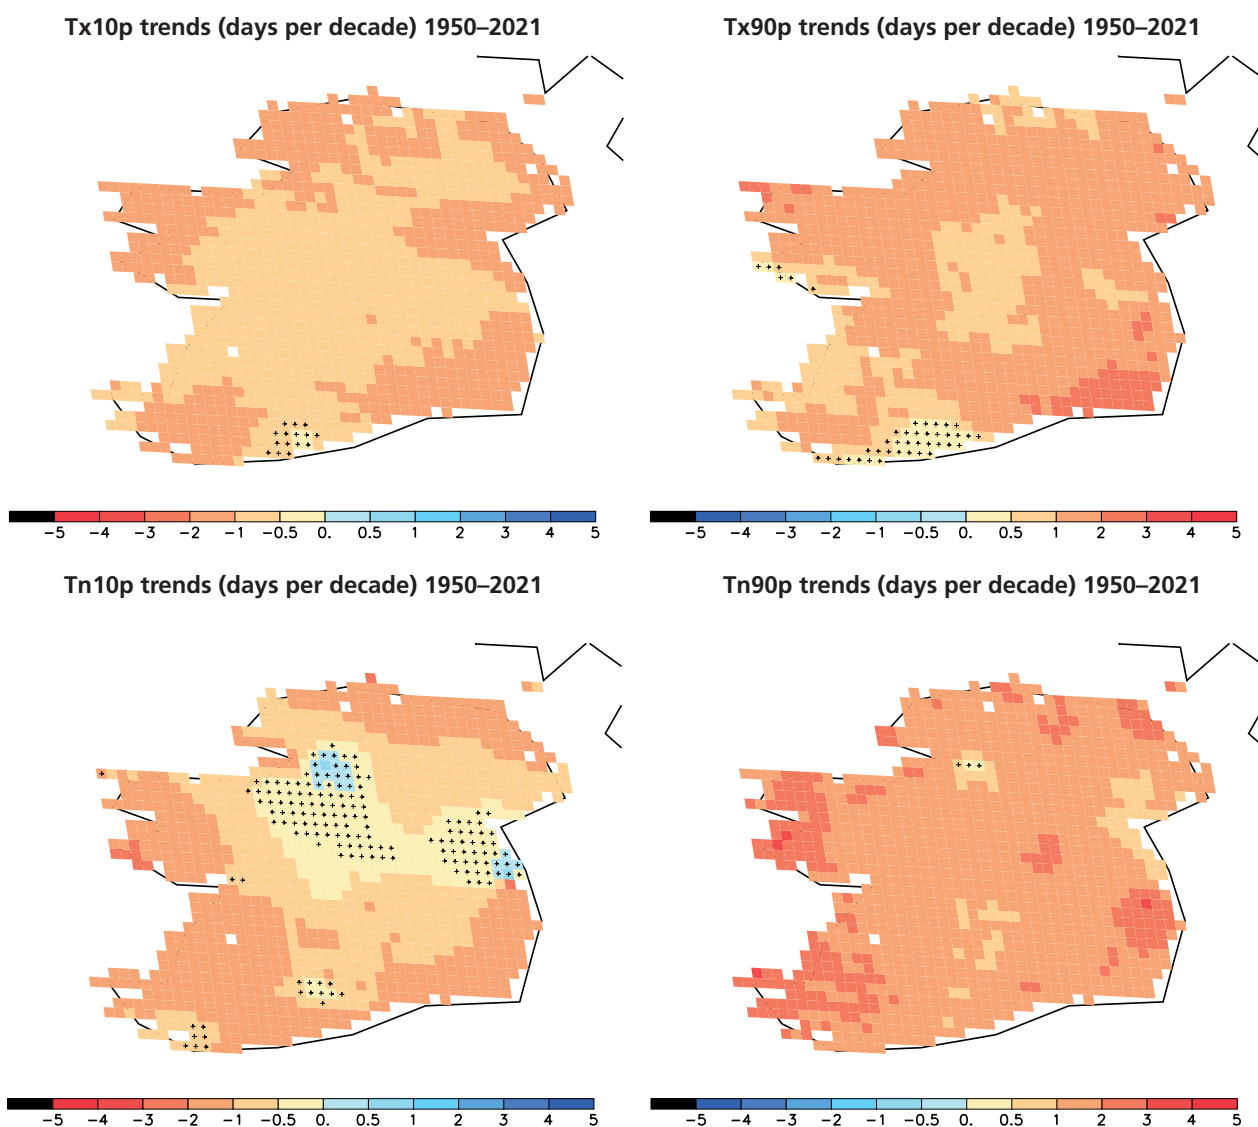 Tx10p trends (days per decade) 1950–2021
Tx90p trends (days per decade) 1950–2021
−5 −4 −3 −2 −1 −0.5 0. 0.5 1 2 3 4 5
−5 −4 −3 −2 −1 −0.5 0. 0.5 1 2 3 4 5
Tn10p trends (days per decade) 1950–2021
Tn90p trends (days per decade) 1950–2021
−5 −4 −3 −2 −1 −0.5 0. 0.5 1 2 3 4 5
−5 −4 −3 −2 −1 −0.5 0. 0.5 1 2 3 4 5